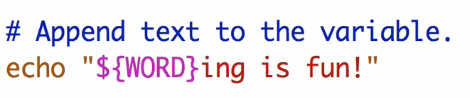 # Append text to the variable.
echo "${WORD}ing is fun!"